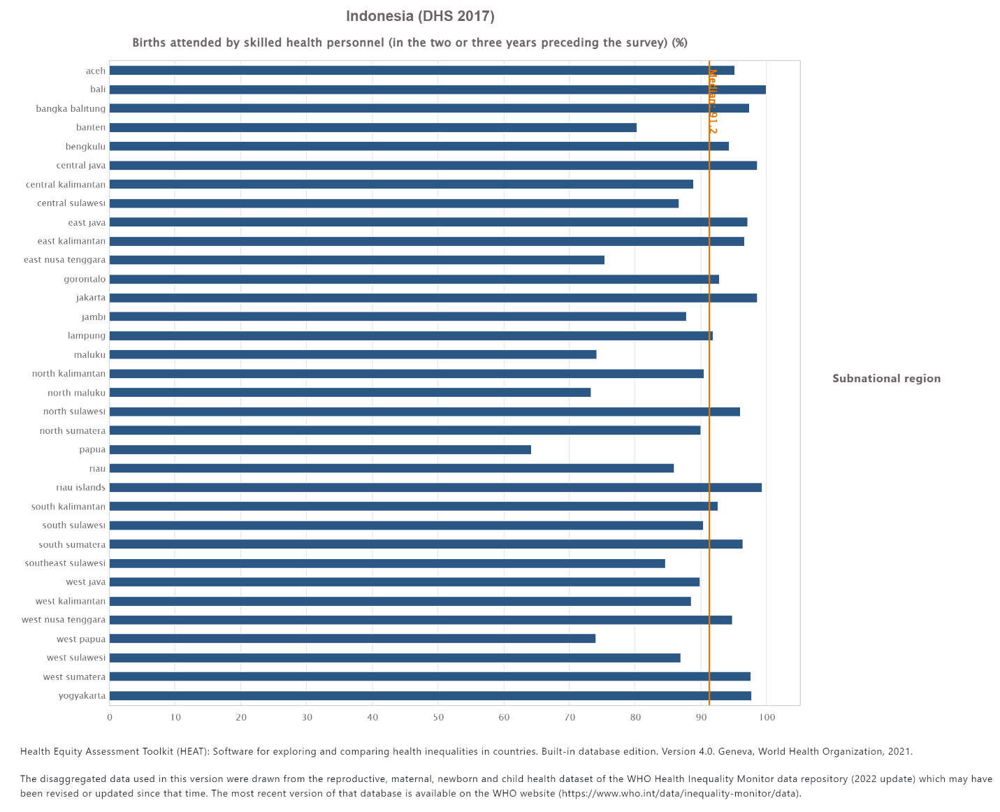 Indonesia (DHS 2017)
Births attended by skilled health personnel (in the two or three years preceding the survey) (%)
Median: 91.2
aceh
bali
bangka balitung
banten
bengkulu
central java
central kalimantan
central sulawesi
east java
east kalimantan
east nusa tenggara
gorontalo
jakarta
jambi
lampung
maluku
north kalimantan
north maluku
north sulawesi
north sumatera
papua
riau
riau islands
south kalimantan
south sulawesi
south sumatera
southeast sulawesi
west java
west kalimantan
west nusa tenggara
west papua
west sulawesi
west sumatera
yogyakarta
0 10 20 30 40 50 60 70 80 90 100
Subnational region
Health Equity Assessment Toolkit (HEAT): Software for exploring and comparing health inequalities in countries. Built-in database edition. Version 4.0. Geneva, World Health Organization, 2021.
The disaggregated data used in this version were drawn from the reproductive, maternal, newborn and child health dataset of the WHO Health Inequality Monitor data repository (2022 update) which may have
been revised or updated since that time. The most recent version of that database is available on the WHO website (https://www.who.int/data/inequality-monitor/data).